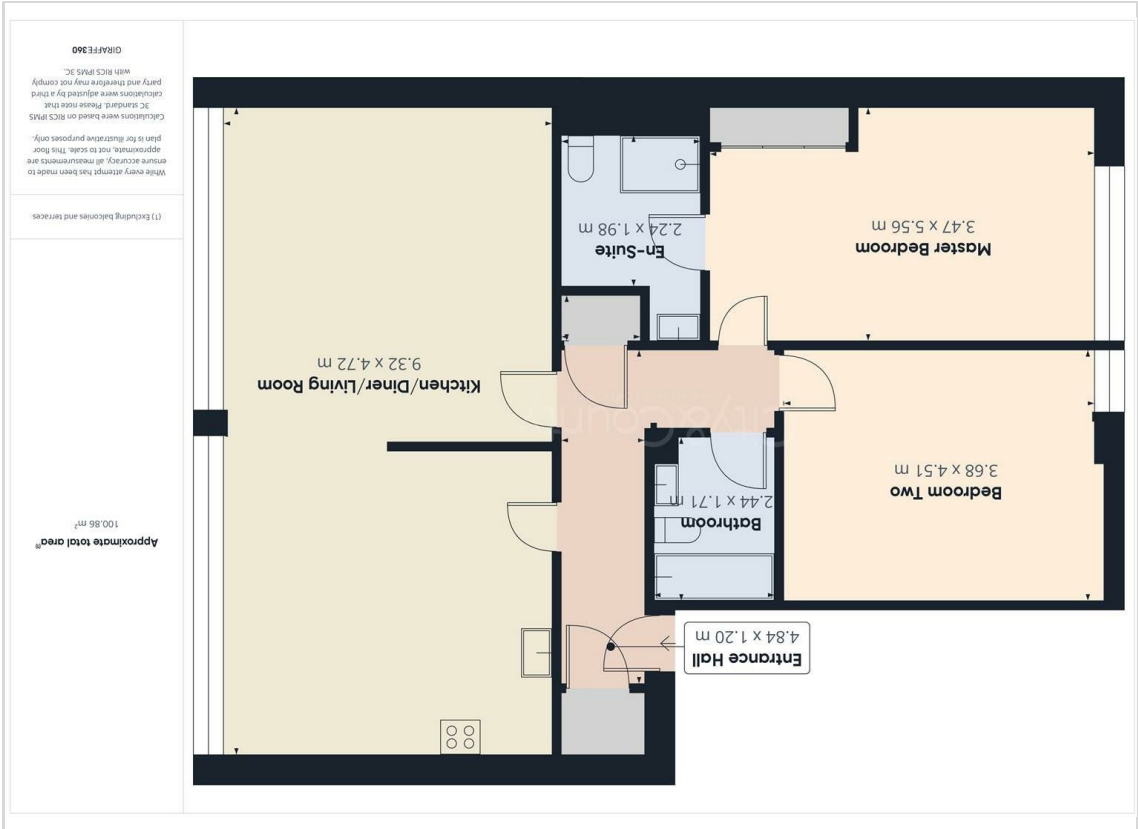 Entrance Hall
4.84 x 1.20 m
Bathroom
2.44 x 1.71 m
Bedroom Two
3.68 x 4.51 m
Kitchen/Diner/Living Room
9.32 x 4.72 m
En-Suite
2.24 x 1.98 m
Master Bedroom
3.47 x 5.56 m
Approximate total area⁽¹⁾
100.86 m²
(1) Excluding balconies and terraces
While every attempt has been made to
ensure accuracy, all measurements are
approximate, not to scale. This floor
plan is for illustrative purposes only.
Calculations were based on RICS IPMS
3C standard. Please note that
calculations were adjusted by a third
party and therefore may not comply
with RICS IPMS 3C.
GIRAFFE360